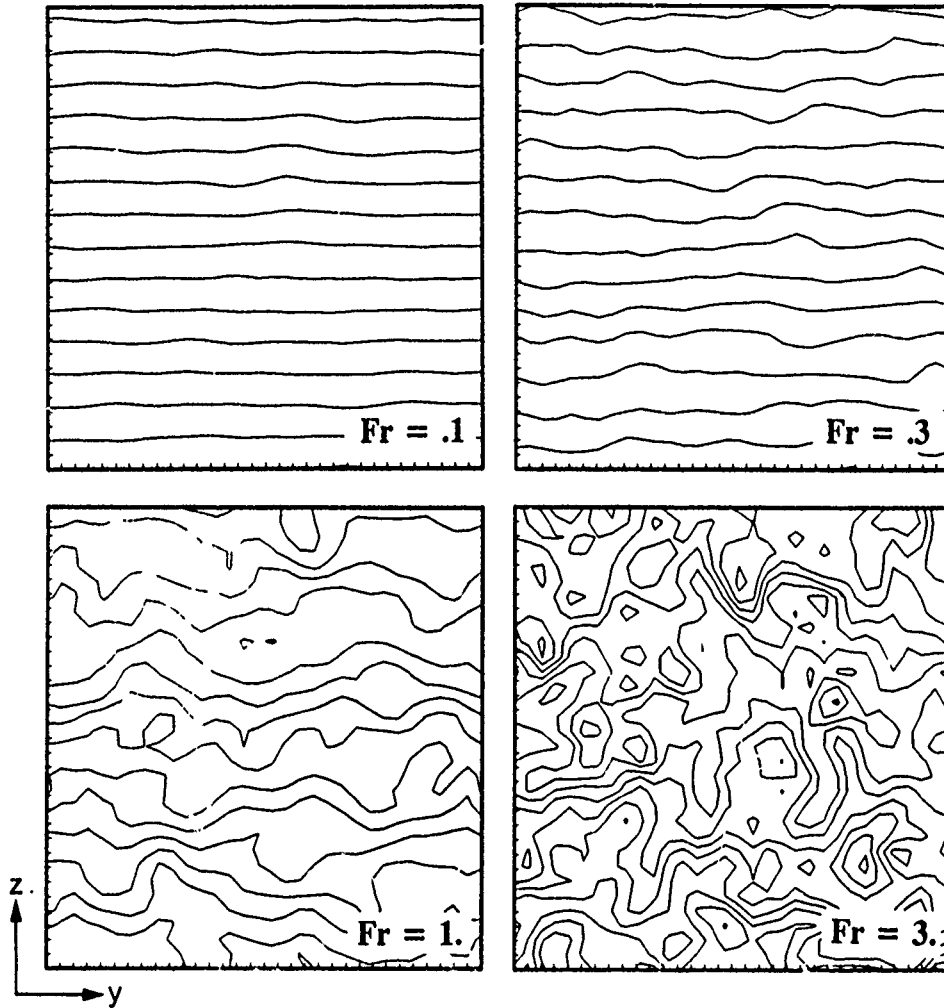 Fr = .1
Fr = .3
Fr = 1.
Fr = 3.
z
y